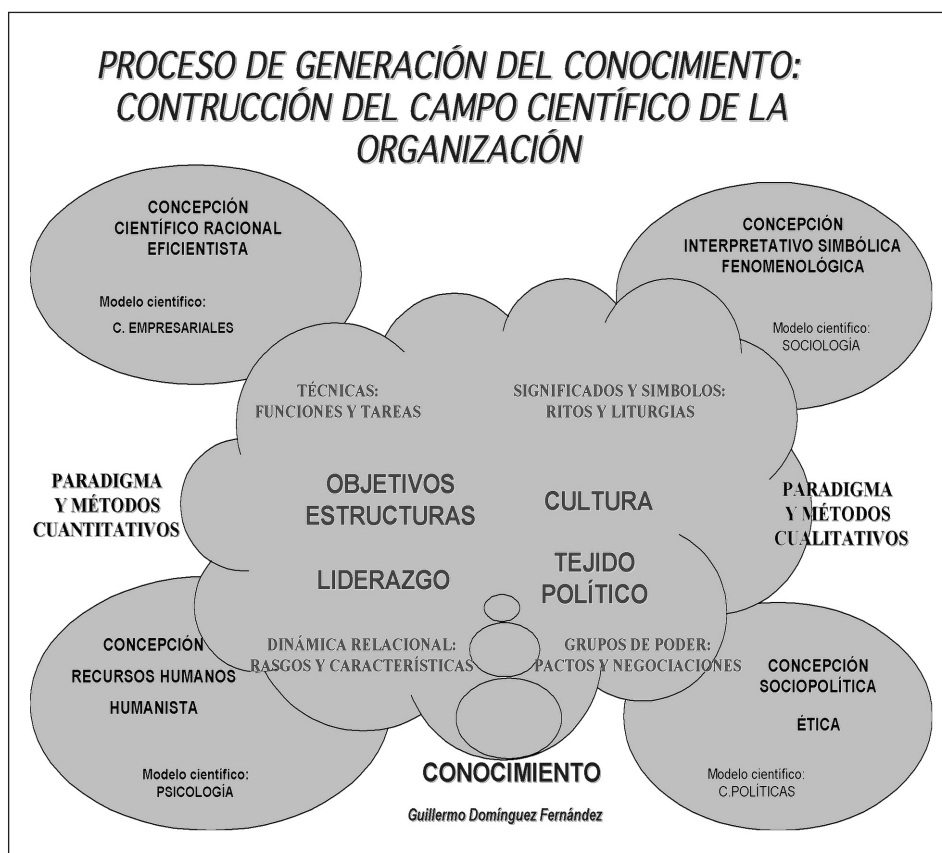 PROCESO DE GENERACIÓN DEL CONOCIMIENTO:
CONTRUCCIÓN DEL CAMPO CIENTÍFICO DE LA
ORGANIZACIÓN
CONCEPCIÓN
CIENTÍFICO RACIONAL
EFICIENTISTA
Modelo científico:
C. EMPRESARIALES
CONCEPCIÓN
INTERPRETATIVO SIMBÓLICA
FENOMENOLÓGICA
Modelo científico:
SOCIOLOGÍA
TÉCNICAS:
FUNCIONES Y TAREAS
SIGNIFICADOS Y SIMBOLOS:
RITOS Y LITURGIAS
PARADIGMA
Y MÉTODOS
CUANTITATIVOS
OBJETIVOS
ESTRUCTURAS
CULTURA
PARADIGMA
Y MÉTODOS
CUALITATIVOS
LIDERAZGO
TEJIDO
POLÍTICO
DINÁMICA RELACIONAL:
RASGOS Y CARACTERÍSTICAS
GRUPOS DE PODER:
PACTOS Y NEGOCIACIONES
CONCEPCIÓN
RECURSOS HUMANOS
HUMANISTA
Modelo científico:
PSICOLOGÍA
CONCEPCIÓN
SOCIOPOLÍTICA
ÉTICA
Modelo científico:
C.POLÍTICAS
CONOCIMIENTO
Guillermo Domínguez Fernández